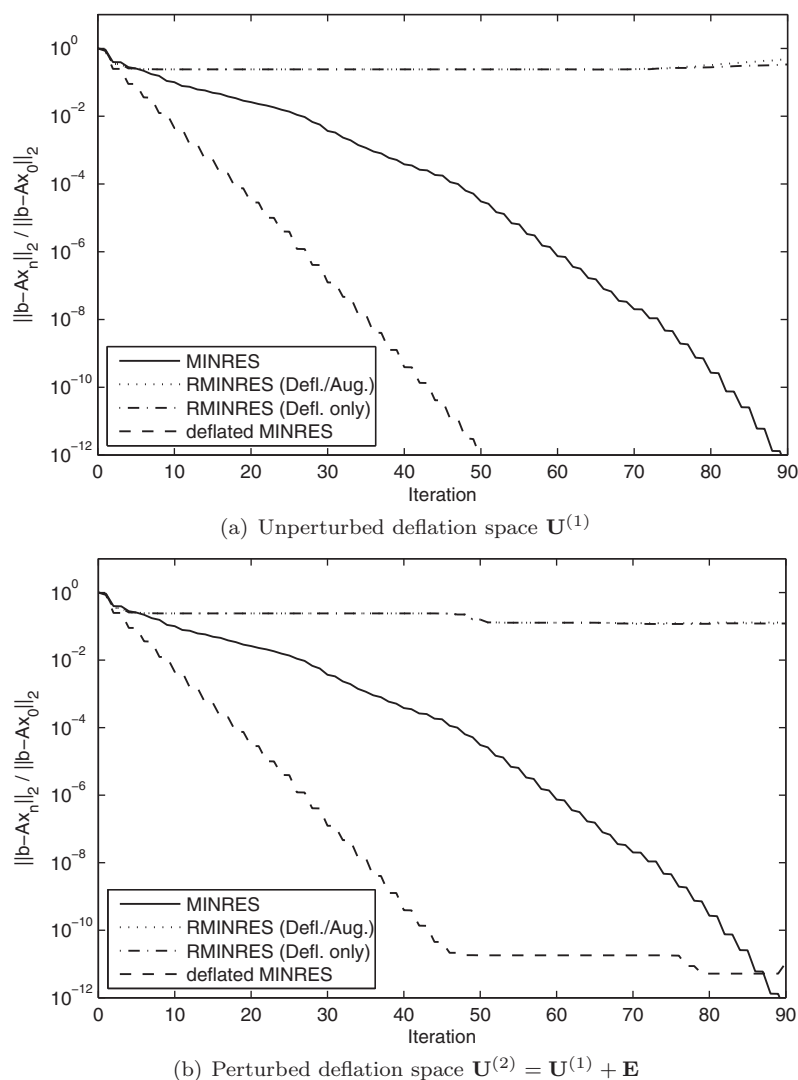 10^0
10^-2
10^-4
10^-6
10^-8
10^-10
10^-12
||b-Ax_n||_2 / ||b-Ax_0||_2
MINRES
RMINRES (Defl./Aug.)
RMINRES (Defl. only)
deflated MINRES
0 10 20 30 40 50 60 70 80 90
Iteration
(a) Unperturbed deflation space U^(1)
10^0
10^-2
10^-4
10^-6
10^-8
10^-10
10^-12
||b-Ax_n||_2 / ||b-Ax_0||_2
MINRES
RMINRES (Defl./Aug.)
RMINRES (Defl. only)
deflated MINRES
0 10 20 30 40 50 60 70 80 90
Iteration
(b) Perturbed deflation space U^(2) = U^(1) + E